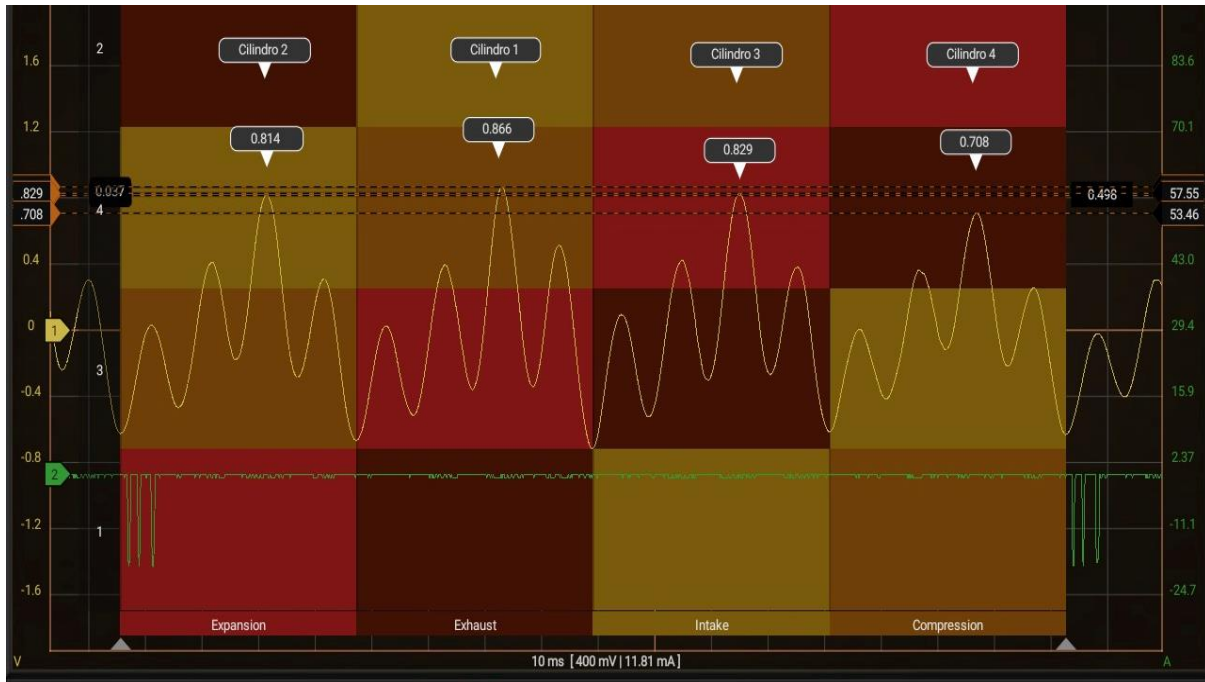 2
Cilindro 2
Cilindro 1
Cilindro 3
Cilindro 4
1.6
83.6
1.2
70.1
0.814
0.866
0.829
0.708
.829
0.037
0.498
57.55
.708
4
53.46
0.4
43.0
0
1
29.4
3
-0.4
15.9
-0.8
2.37
2
-1.2
1
-11.1
-1.6
-24.7
Expansion
Exhaust
Intake
Compression
V
10 ms [ 400 mV | 11.81 mA ]
A